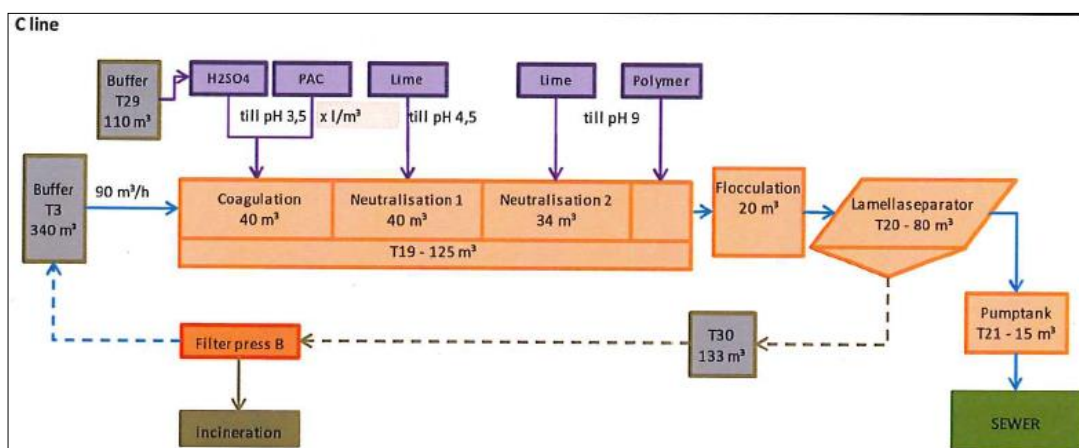 C line
Buffer
T29
110 m³
H2SO4
PAC
Lime
Lime
Polymer
till pH 3,5
x l/m³
till pH 4,5
till pH 9
Buffer
T3
340 m³
90 m³/h
Coagulation
40 m³
Neutralisation 1
40 m³
Neutralisation 2
34 m³
T19 - 125 m³
Flocculation
20 m³
Lamellaseparator
T20 - 80 m³
Filterpress B
T30
133 m³
Pumptank
T21 - 15 m³
incineration
SEWER